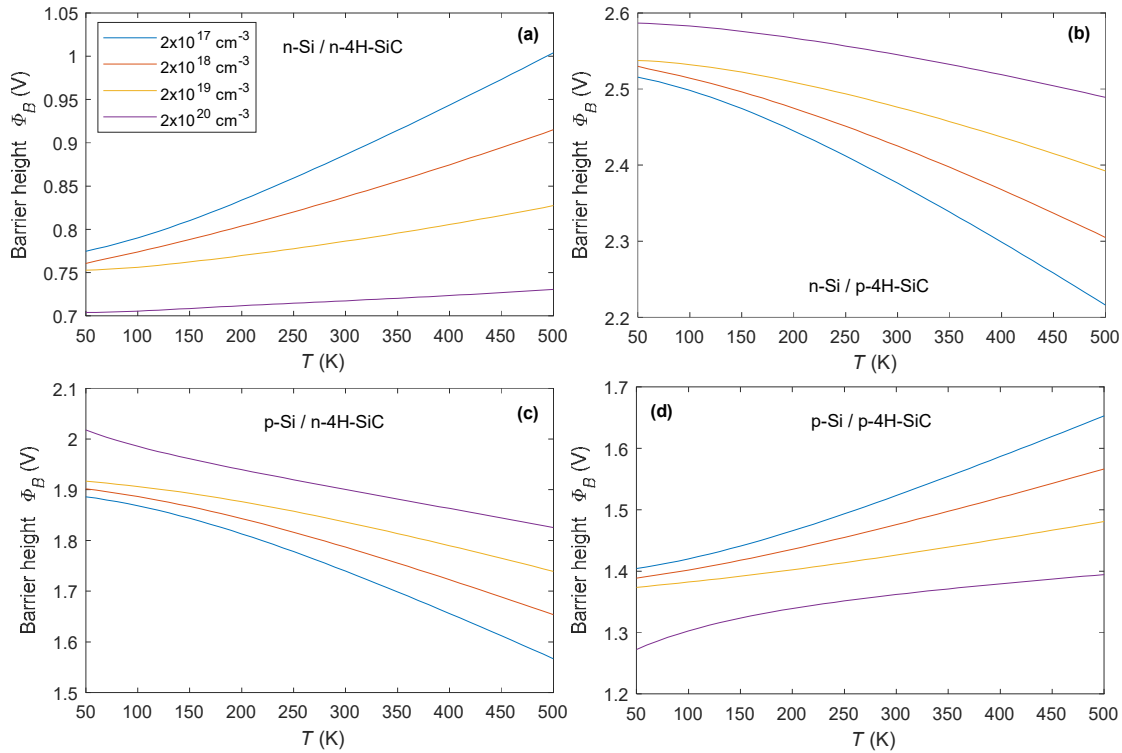 (a)
n-Si / n-4H-SiC
2x10^17 cm^-3
2x10^18 cm^-3
2x10^19 cm^-3
2x10^20 cm^-3
1.05
1
0.95
0.9
0.85
0.8
0.75
0.7
Barrier height Φ_B (V)
50 100 150 200 250 300 350 400 450 500
T (K)
(b)
n-Si / p-4H-SiC
2.6
2.5
2.4
2.3
2.2
Barrier height Φ_B (V)
50 100 150 200 250 300 350 400 450 500
T (K)
(c)
p-Si / n-4H-SiC
2.1
2
1.9
1.8
1.7
1.6
1.5
Barrier height Φ_B (V)
50 100 150 200 250 300 350 400 450 500
T (K)
(d)
p-Si / p-4H-SiC
1.7
1.6
1.5
1.4
1.3
1.2
Barrier height Φ_B (V)
50 100 150 200 250 300 350 400 450 500
T (K)